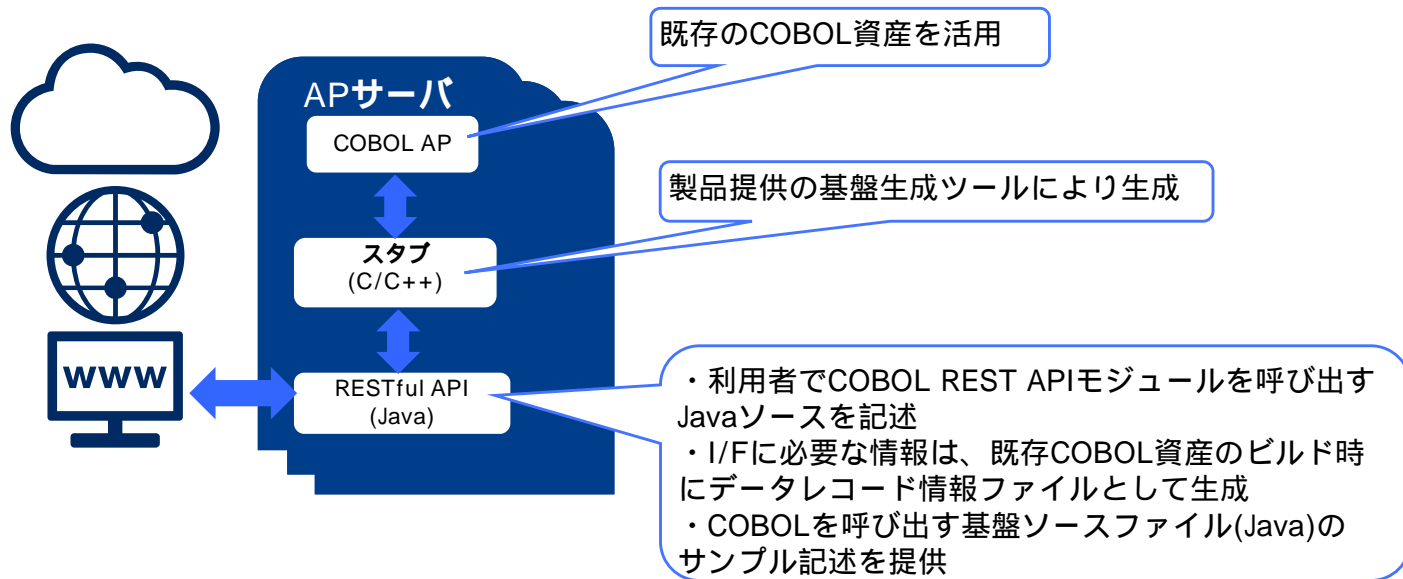 既存のCOBOL資産を活用
APサーバ
COBOL AP
製品提供の基盤生成ツールにより生成
スタブ
(C/C++)
www
RESTful API
(Java)
・利用者でCOBOL REST APIモジュールを呼び出す
Javaソースを記述
・I/Fに必要な情報は、既存COBOL資産のビルド時
にデータレコード情報ファイルとして生成
・COBOLを呼び出す基盤ソースファイル(Java)の
サンプル記述を提供